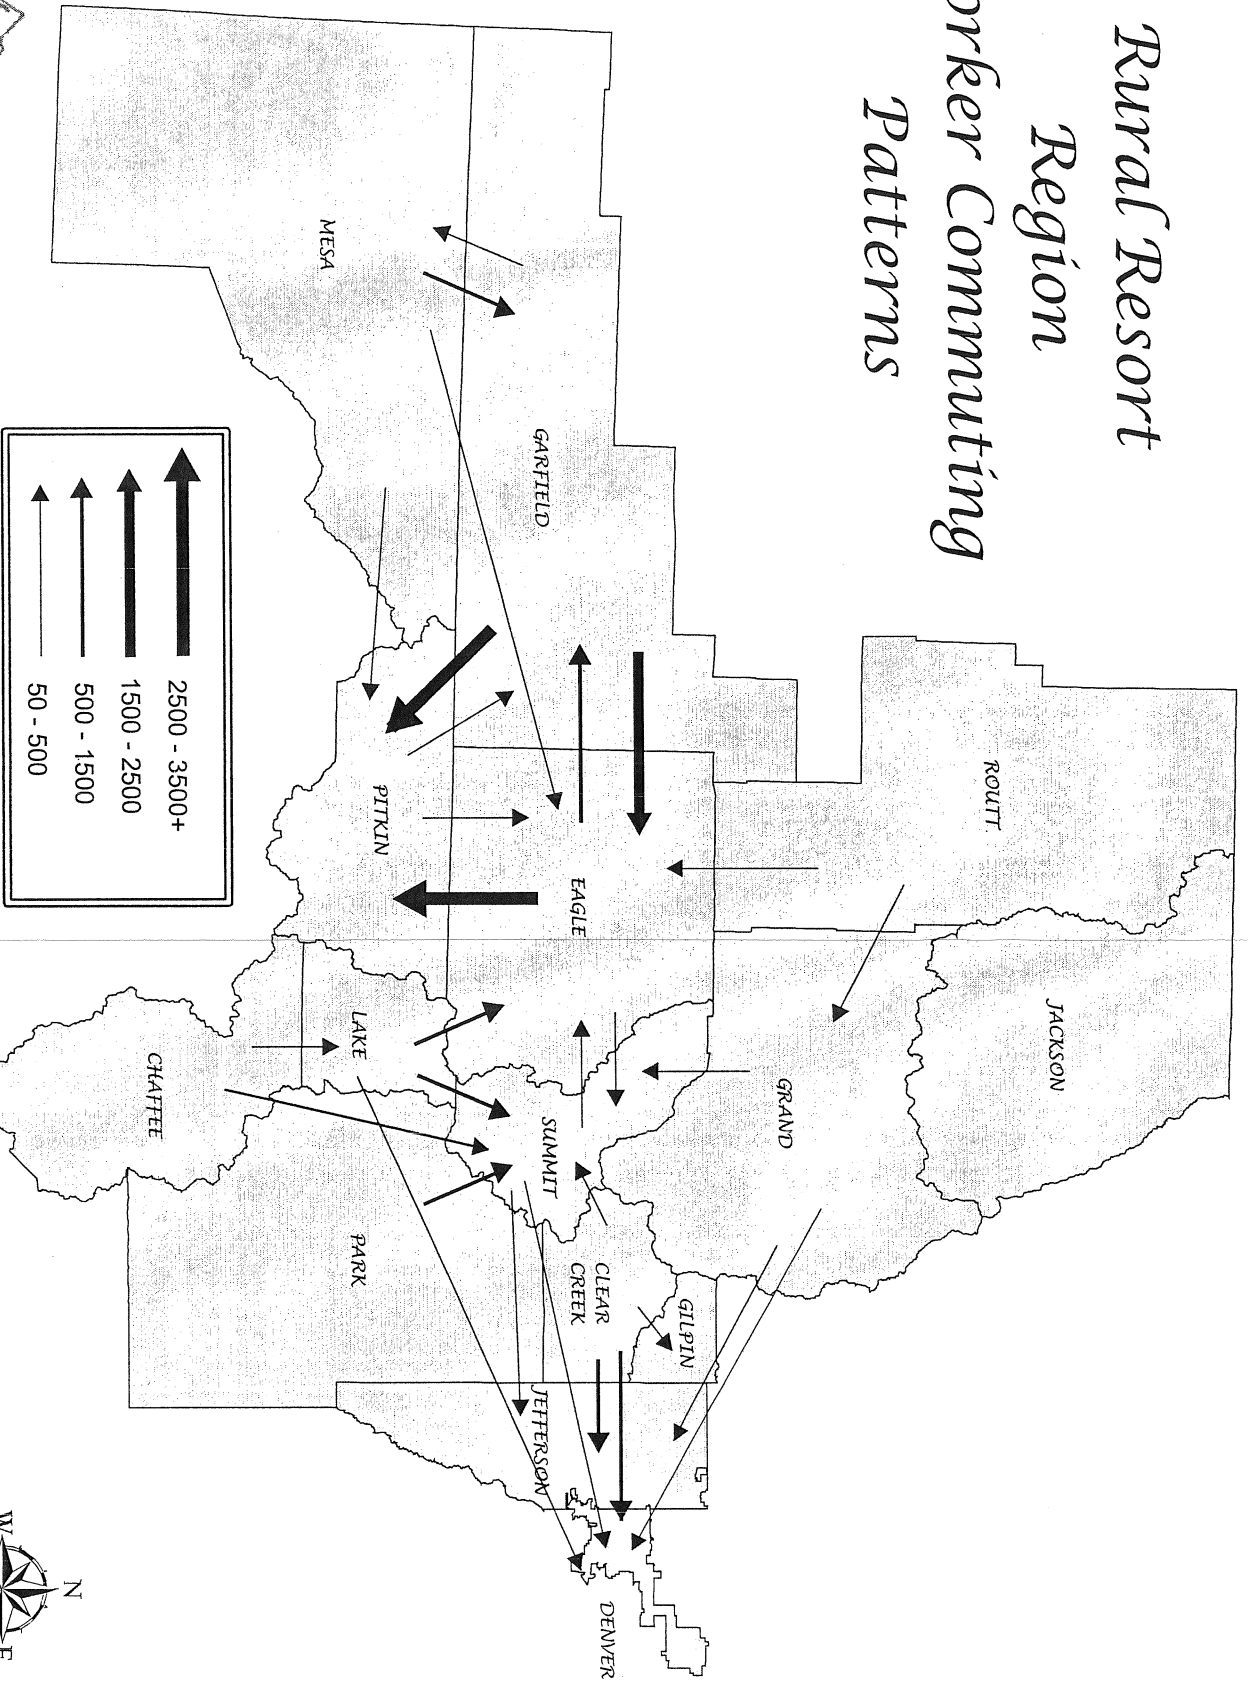 Rural Resort
Region
orker Commuting
Patterns
ROUTT
JACKSON
GRAND
MESA
GARFIELD
EAGLE
PITKIN
LAKE
SUMMIT
CHAFFEE
PARK
CLEAR
CREEK
GILPIN
JEFFERSON
DENVER
2500 - 3500+
1500 - 2500
500 - 1500
50 - 500
N
W
E